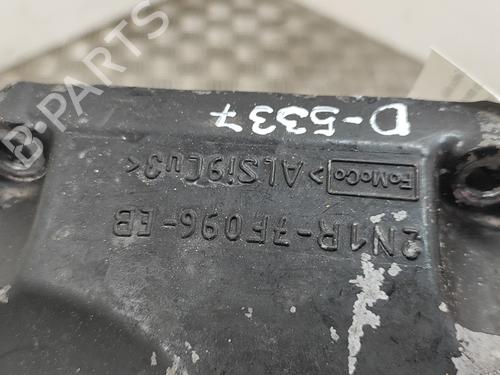 2N1R-7F096-EB
FoMoCo >ALSi9Cu3<
D-5337
B-PARTS